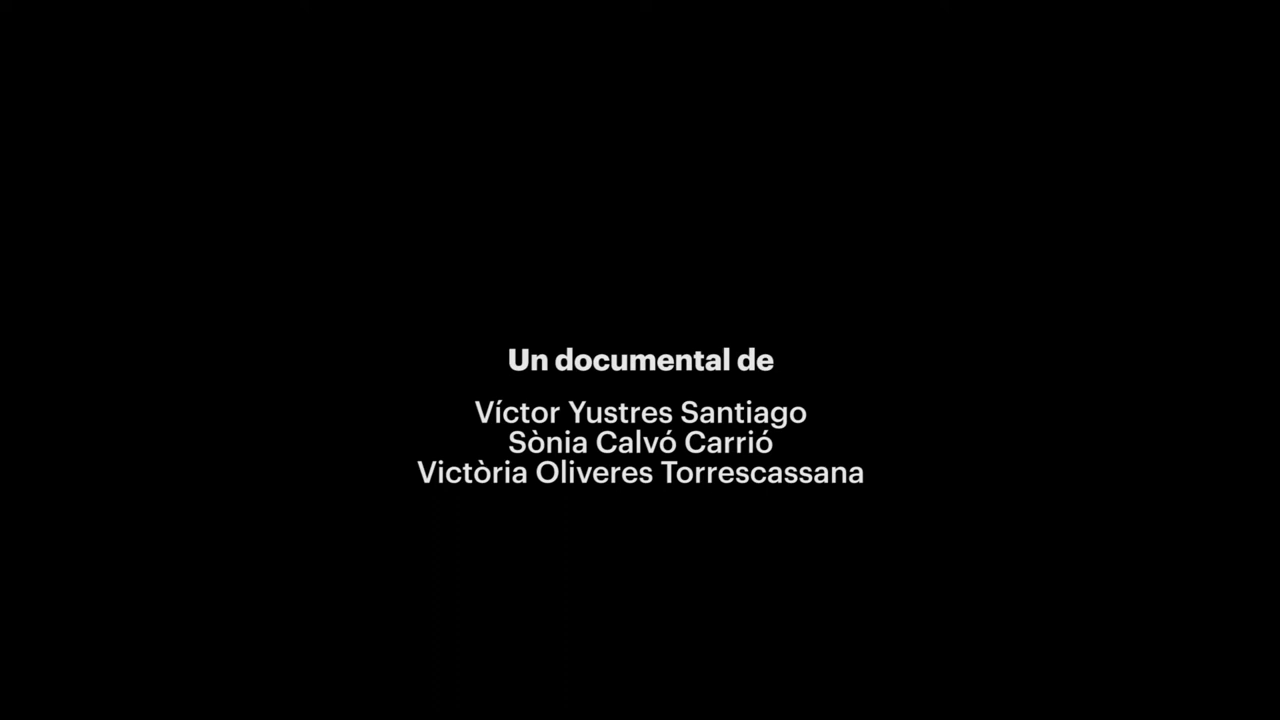 Un documental de
Víctor Yustres Santiago
Sònia Calvó Carrió
Victòria Oliveres Torrescassana